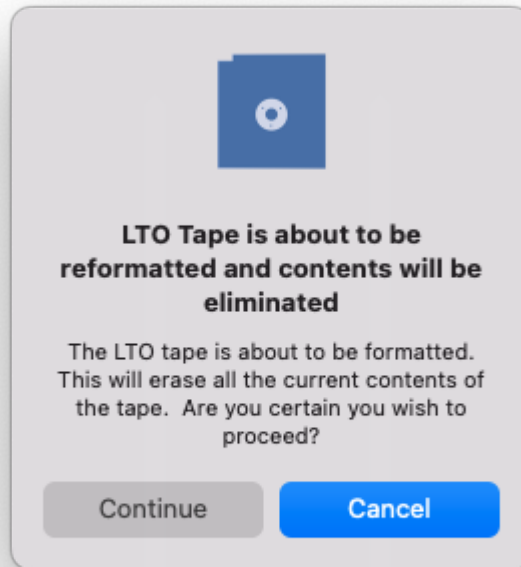 LTO Tape is about to be
reformatted and contents will be
eliminated
The LTO tape is about to be formatted.
This will erase all the current contents of
the tape.  Are you certain you wish to
proceed?
Continue
Cancel